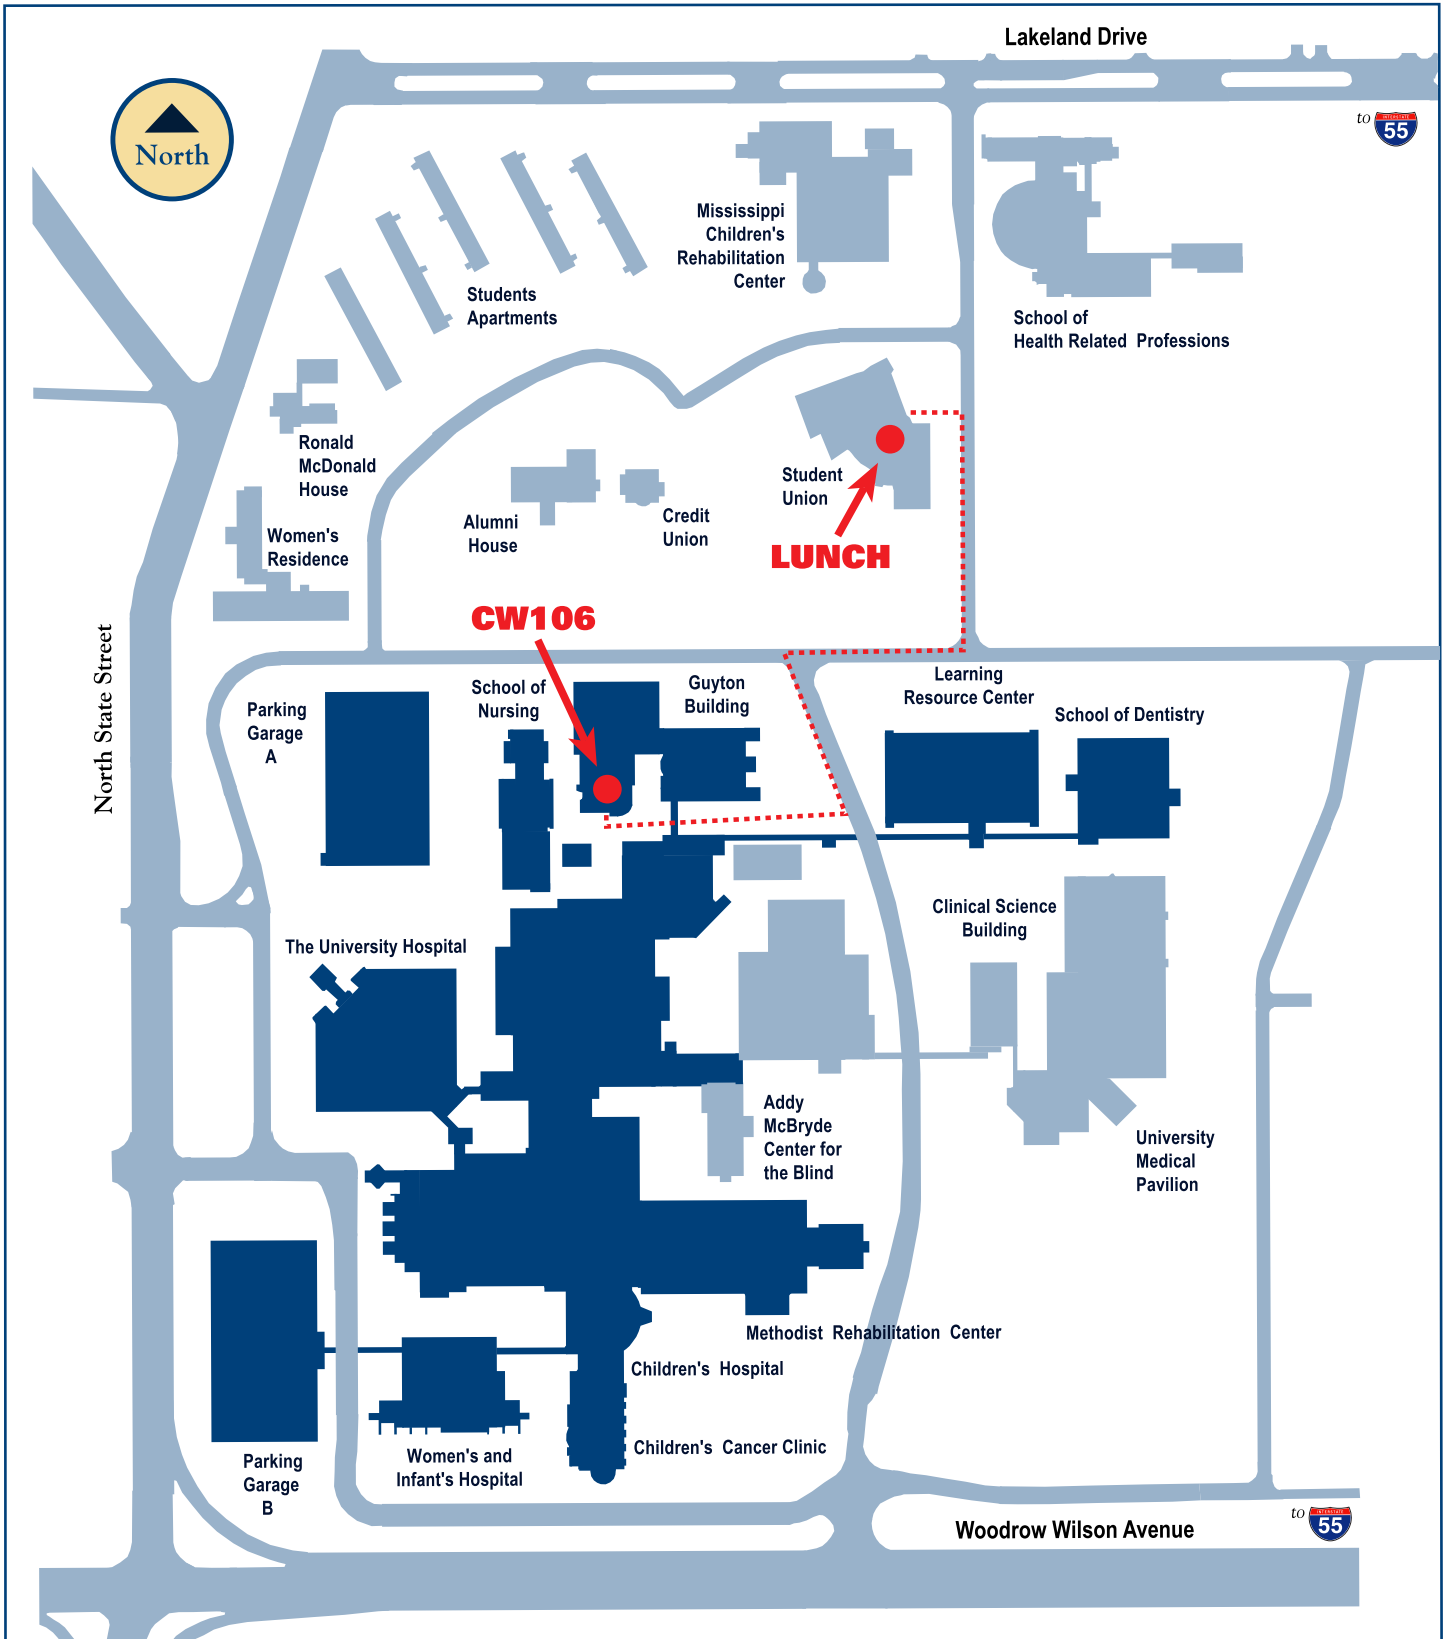 Lakeland Drive
to
INTERSTATE
55
North
Mississippi
Children's
Rehabilitation
Center
Students
Apartments
School of
Health Related Professions
Ronald
McDonald
House
Student
Union
Alumni
House
Credit
Union
Women's
Residence
LUNCH
CW106
North State Street
Learning
Resource Center
School of
Nursing
Guyton
Building
Parking
Garage
A
School of Dentistry
Clinical Science
Building
The University Hospital
Addy
McBryde
Center for
the Blind
University
Medical
Pavilion
Methodist Rehabilitation Center
Children's Hospital
Children's Cancer Clinic
Women's and
Infant's Hospital
Parking
Garage
B
Woodrow Wilson Avenue
to
INTERSTATE
55